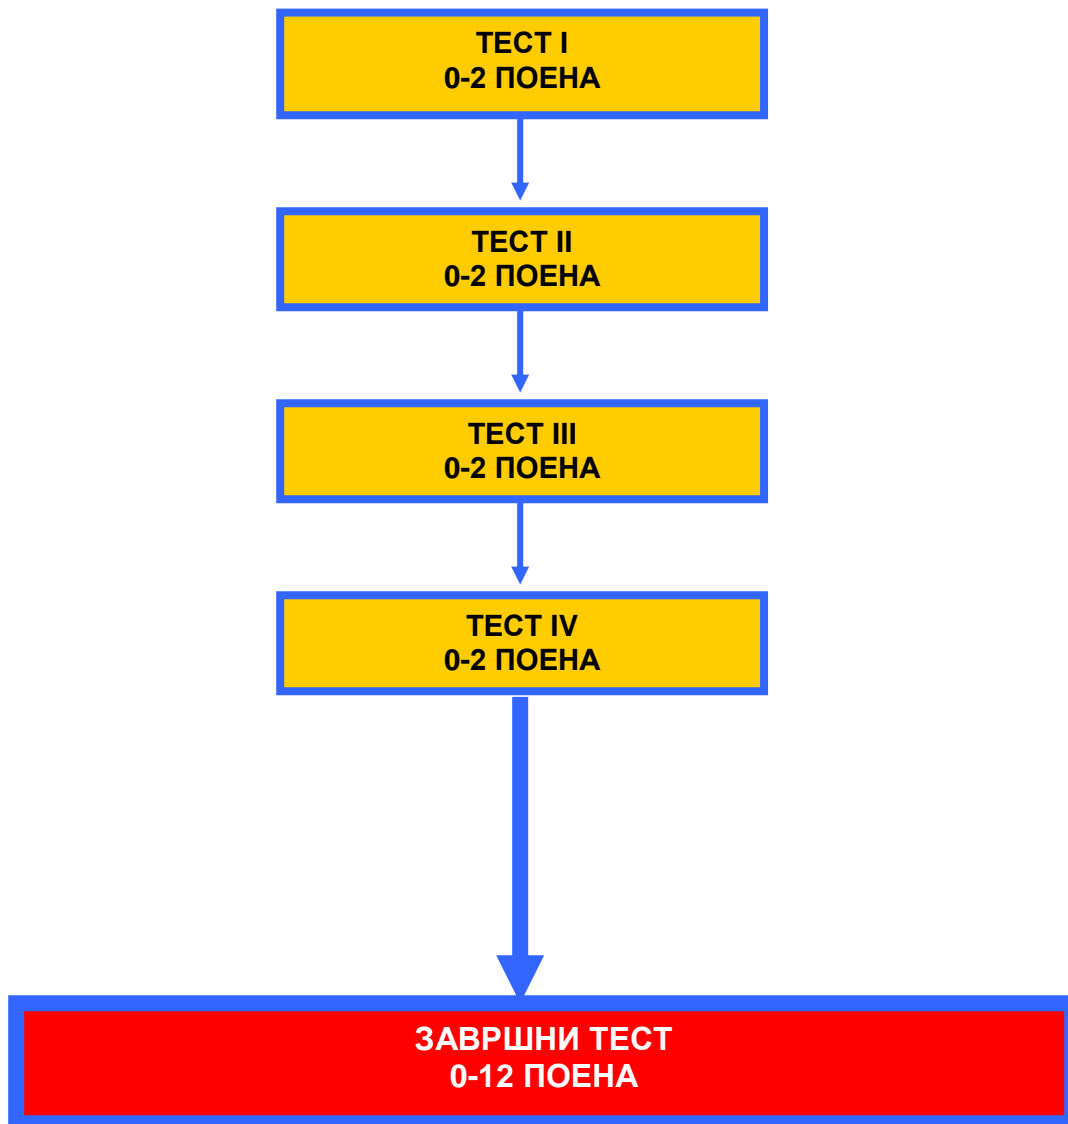 ТЕСТ I
0-2 ПОЕНА
ТЕСТ II
0-2 ПОЕНА
ТЕСТ III
0-2 ПОЕНА
ТЕСТ IV
0-2 ПОЕНА
ЗАВРШНИ ТЕСТ
0-12 ПОЕНА